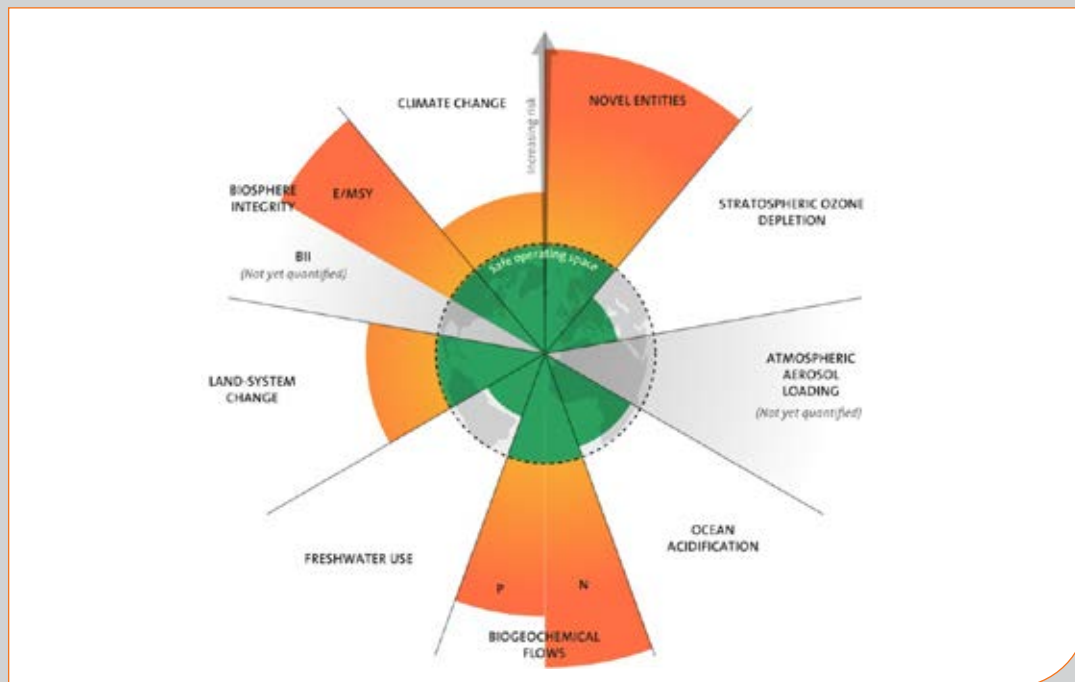 CLIMATE CHANGE
Increasing risk
NOVEL ENTITIES
BIOSPHERE
INTEGRITY
E/MSY
STRATOSPHERIC OZONE
DEPLETION
BII
(Not yet quantified)
Safe operating space
LAND-SYSTEM
CHANGE
ATMOSPHERIC
AEROSOL
LOADING
(Not yet quantified)
FRESHWATER USE
OCEAN
ACIDIFICATION
P
N
BIOGEOCHEMICAL
FLOWS